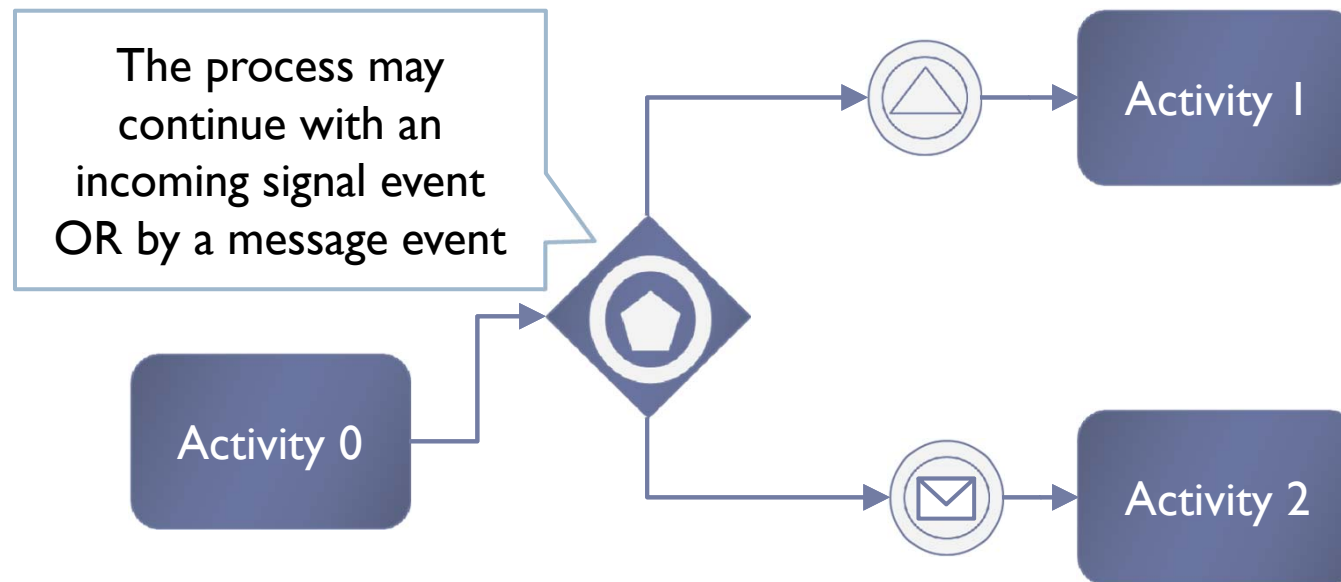 The process may
continue with an
incoming signal event
OR by a message event
Activity 1
Activity 0
Activity 2